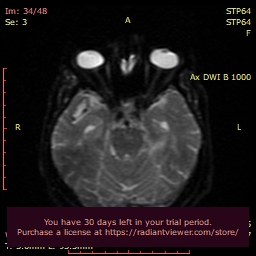 Im: 34/48
Se: 3
A
STP64
STP64
F
Ax DWI B 1000
R
L
You have 30 days left in your trial period.
Purchase a license at https://radiantviewer.com/store/